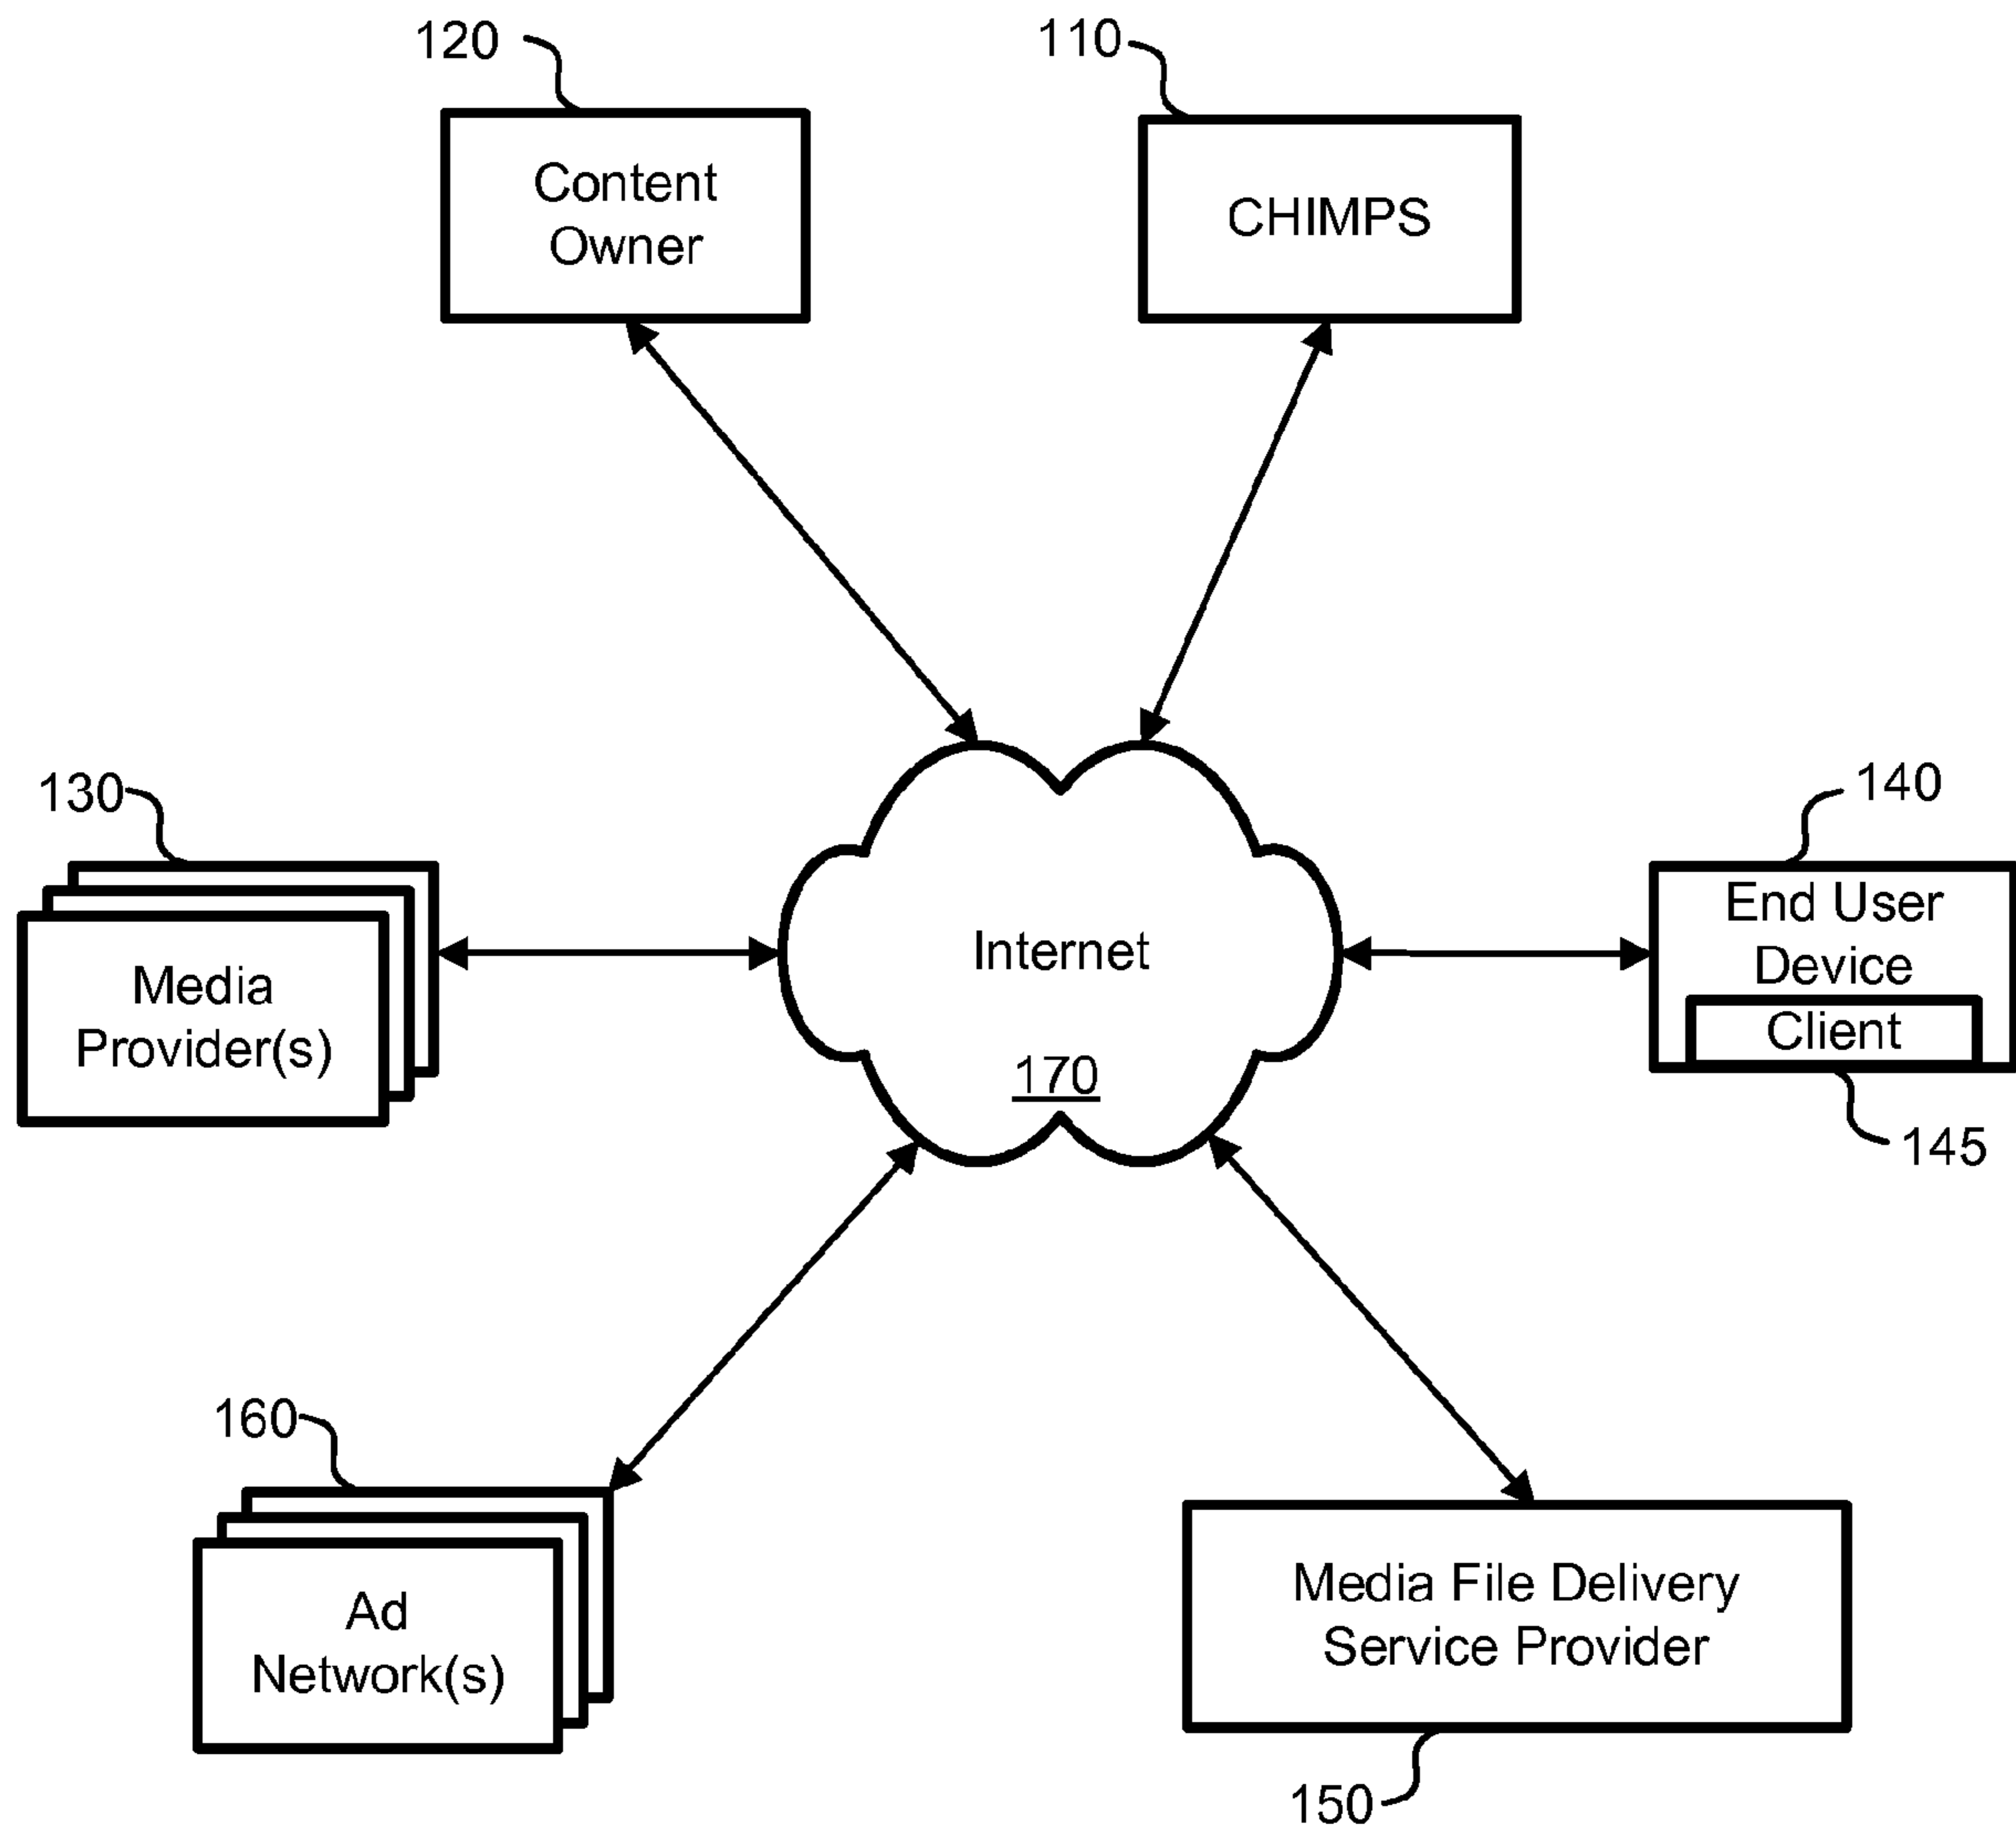 120
110
Content
Owner
CHIMPS
130
140
Media
Provider(s)
Internet
170
End User
Device
Client
145
160
Ad
Network(s)
Media File Delivery
Service Provider
150